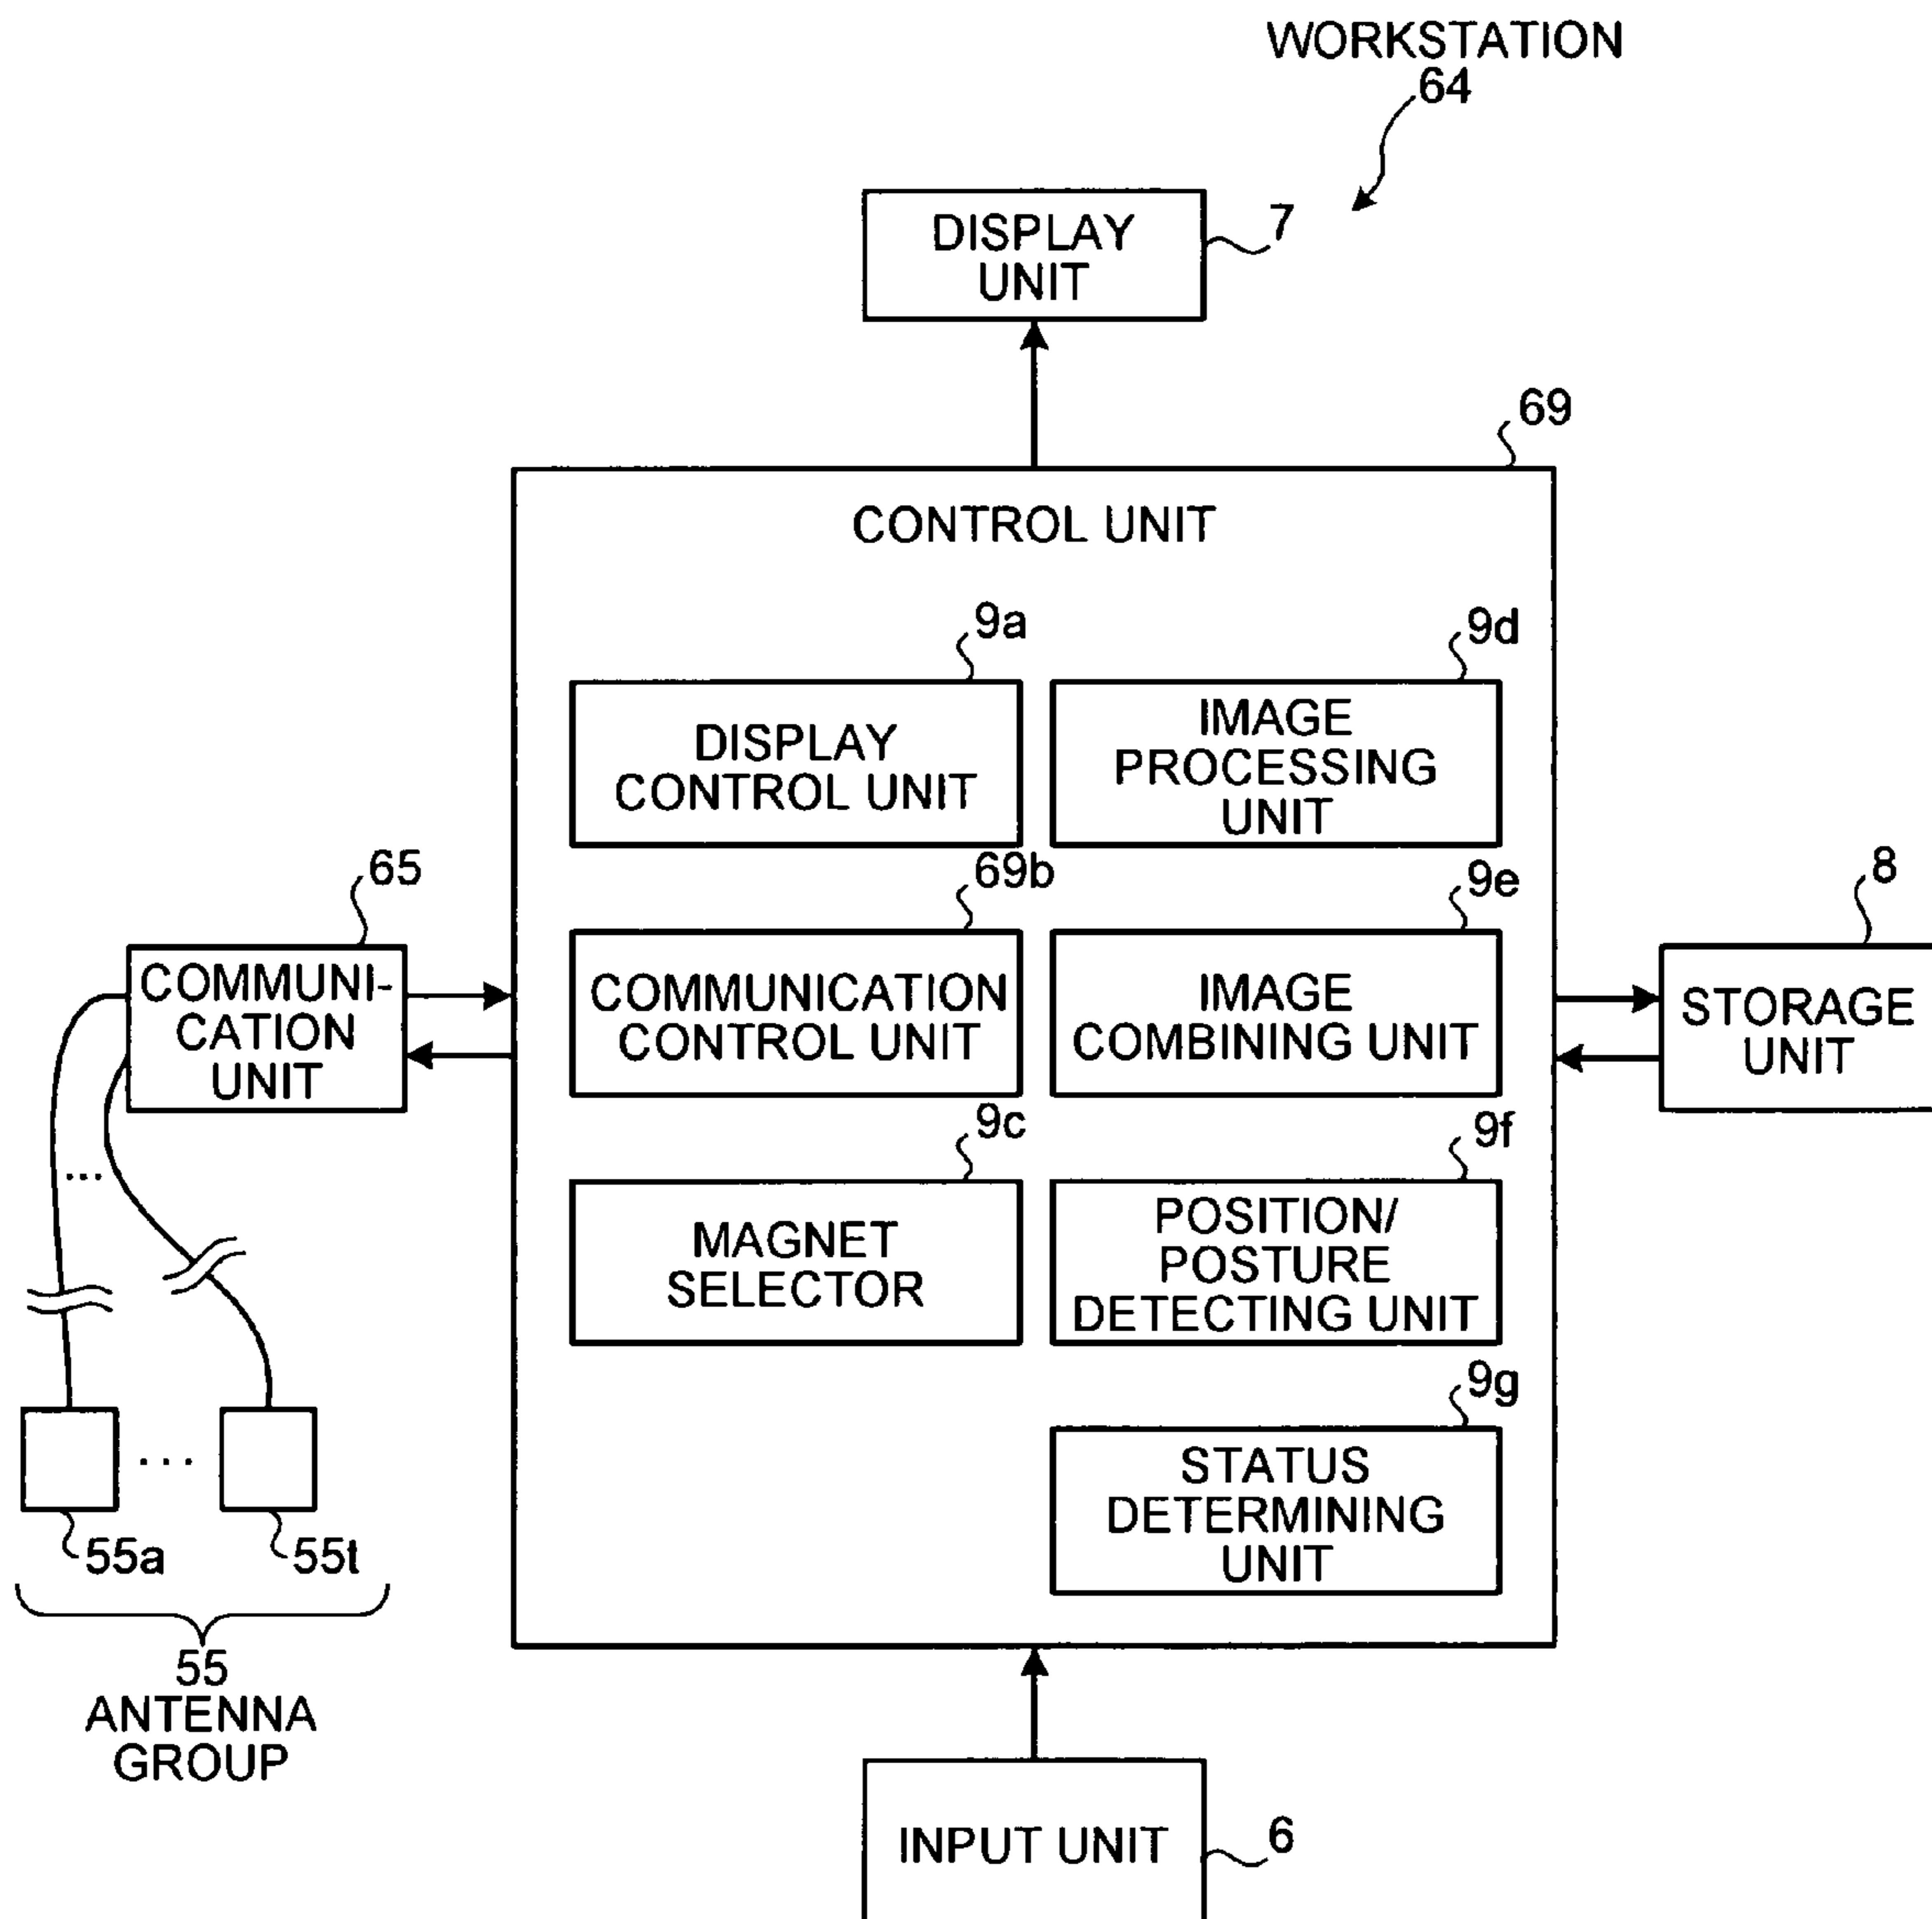 WORKSTATION
64
DISPLAY
UNIT
7
69
CONTROL UNIT
9a
DISPLAY
CONTROL UNIT
9d
IMAGE
PROCESSING
UNIT
65
COMMUNI-
CATION
UNIT
69b
COMMUNICATION
CONTROL UNIT
9e
IMAGE
COMBINING UNIT
8
STORAGE
UNIT
...
9c
MAGNET
SELECTOR
9f
POSITION/
POSTURE
DETECTING UNIT
9g
STATUS
DETERMINING
UNIT
...
55a
55t
55
ANTENNA
GROUP
INPUT UNIT
6